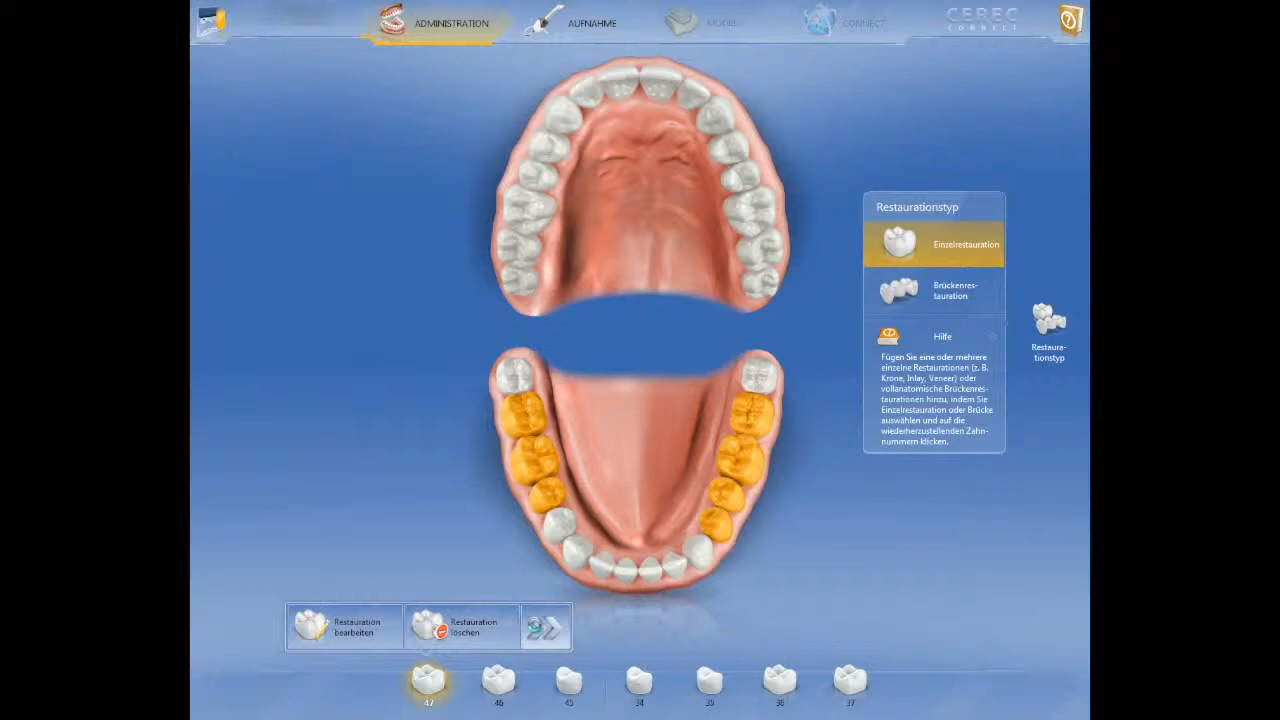 ADMINISTRATION
AUFNAHME
MODELL
CONNECT
CEREC
CONNECT
Restaurationstyp
Einzelrestauration
Brückenres-
tauration
Hilfe
Fügen Sie eine oder mehrere
einzelne Restaurationen (z. B.
Krone, Inlay, Veneer) oder
vollanatomische Brückenres-
taurationen hinzu, indem Sie
Einzelrestauration oder Brücke
auswählen und auf die
wiederherzustellenden Zahn-
nummern klicken.
Restaura-
tionstyp
Restauration
bearbeiten
Restauration
löschen
47
46
45
34
35
36
37